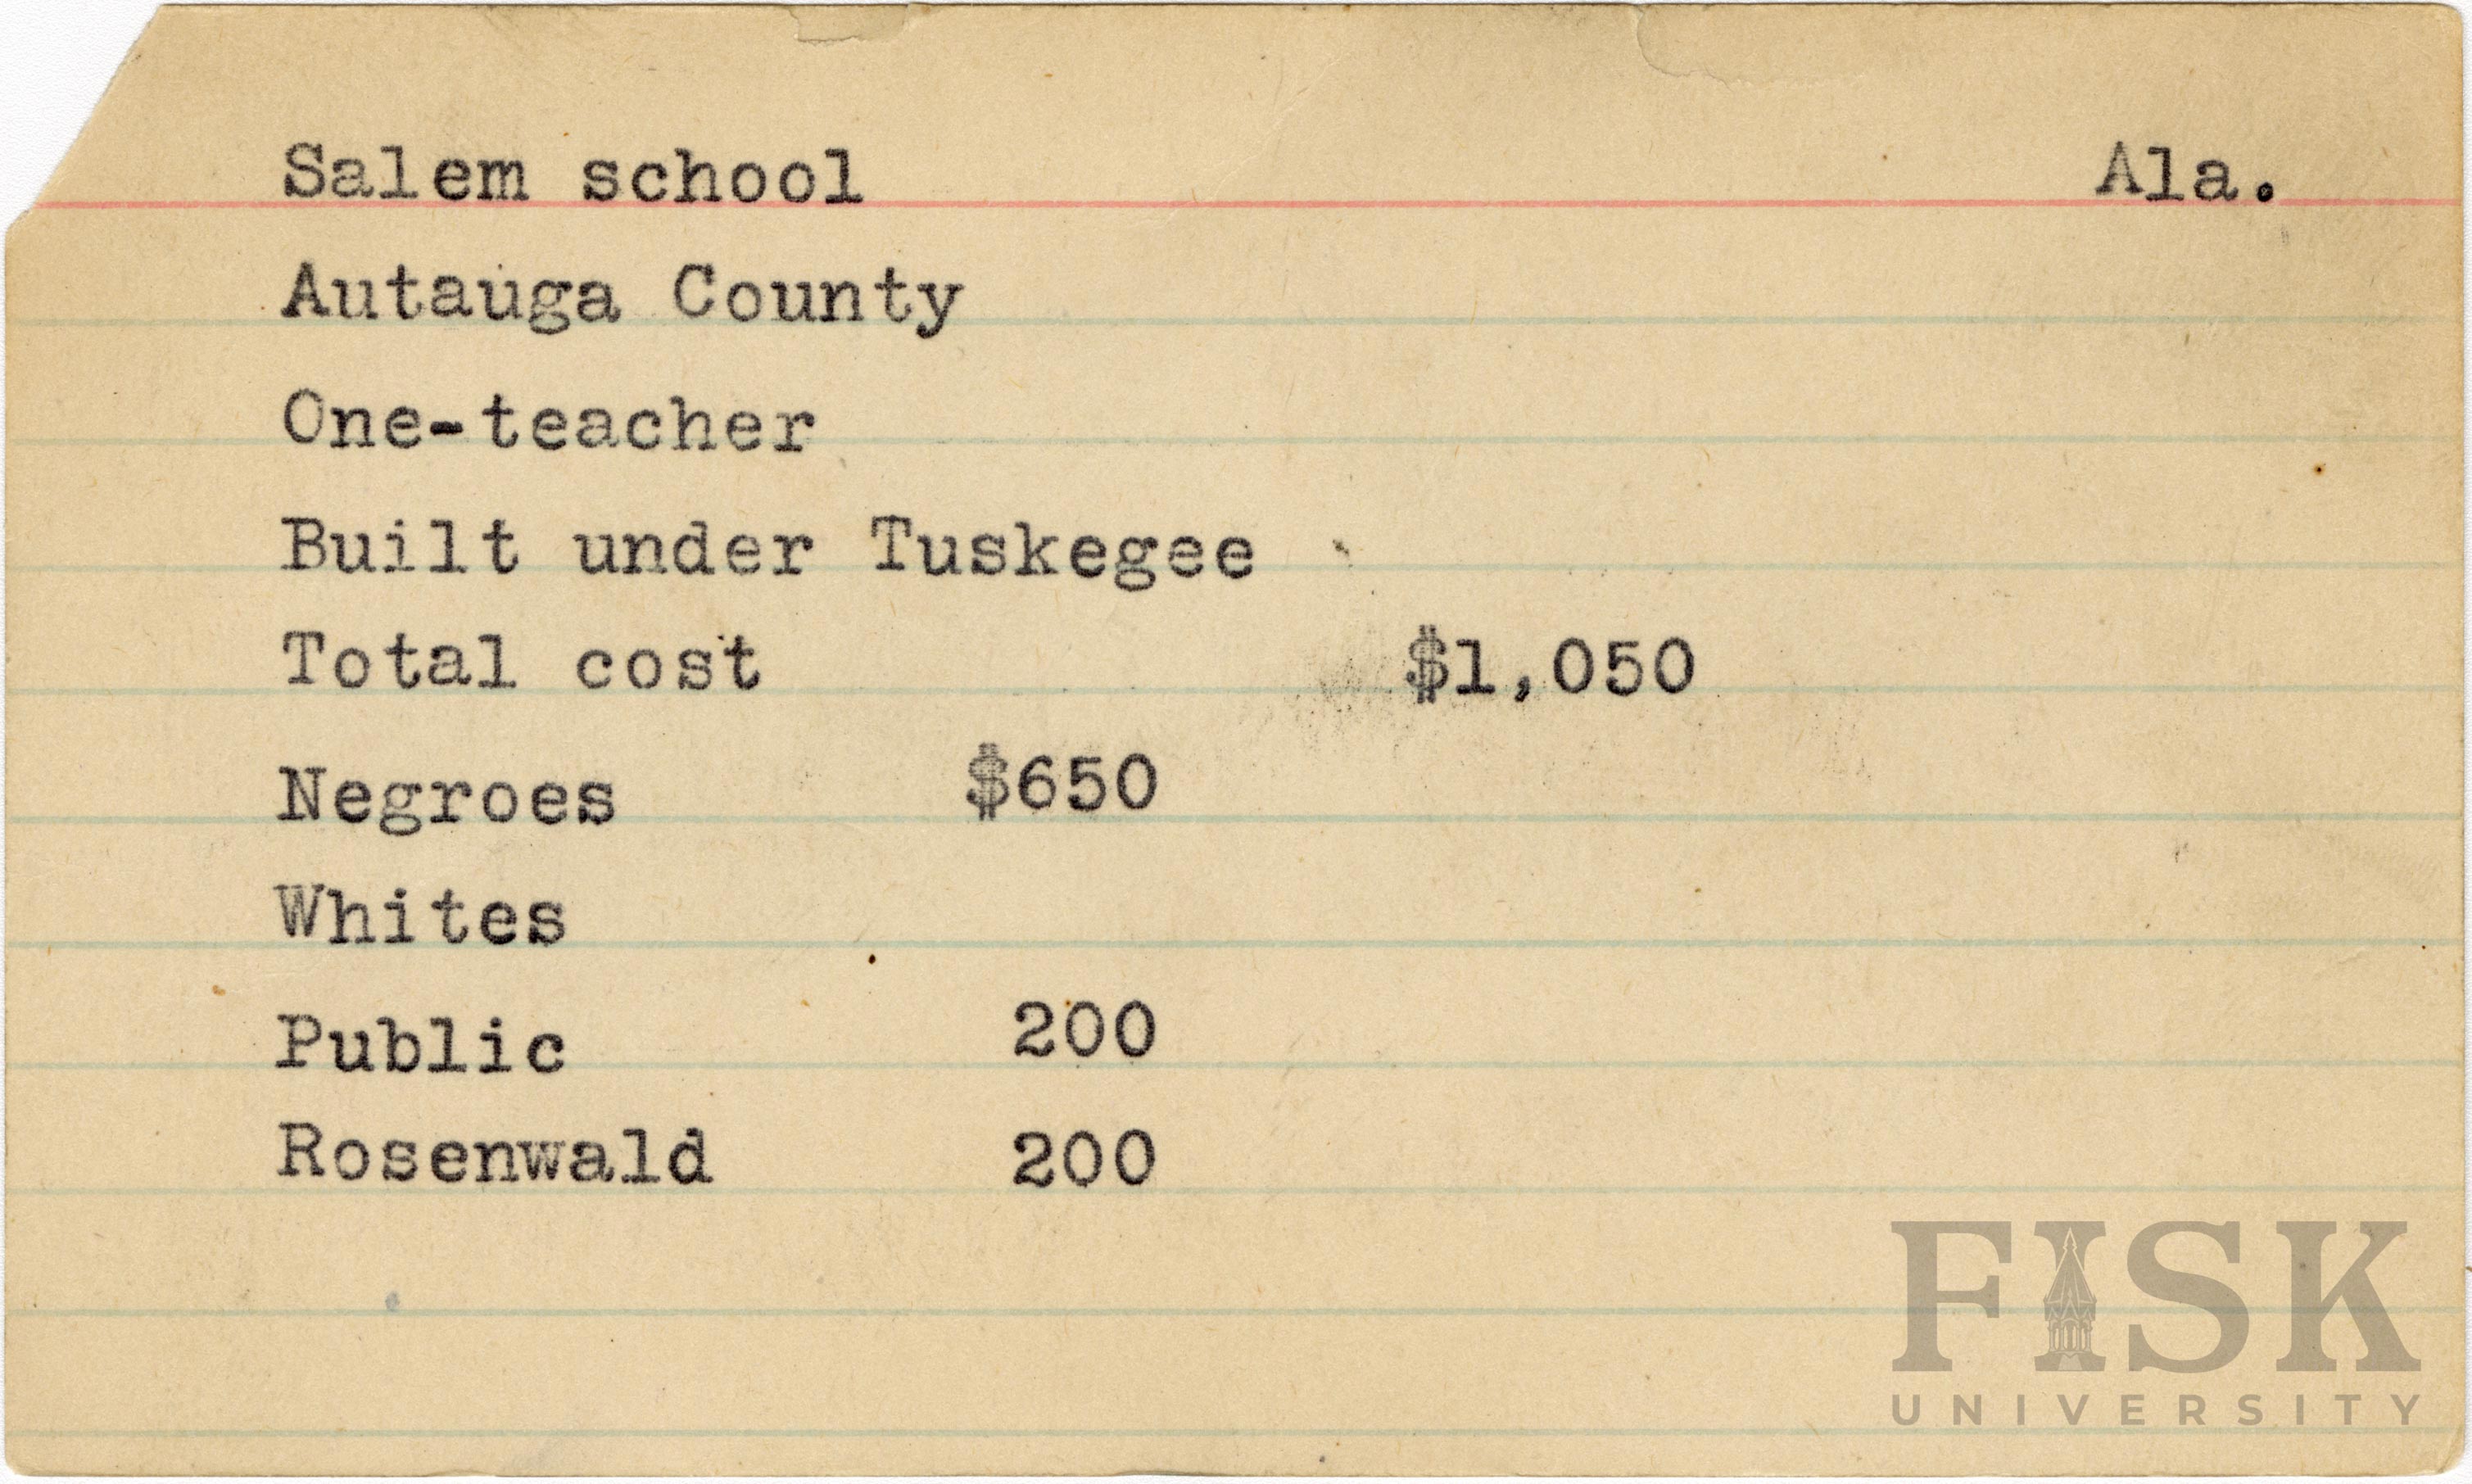 Salem school Ala.
Autauga County
One-teacher
Built under Tuskegee
Total cost $1,050
Negroes $650
Whites
Public 200
Rosenwald 200
FISK
UNIVERSITY